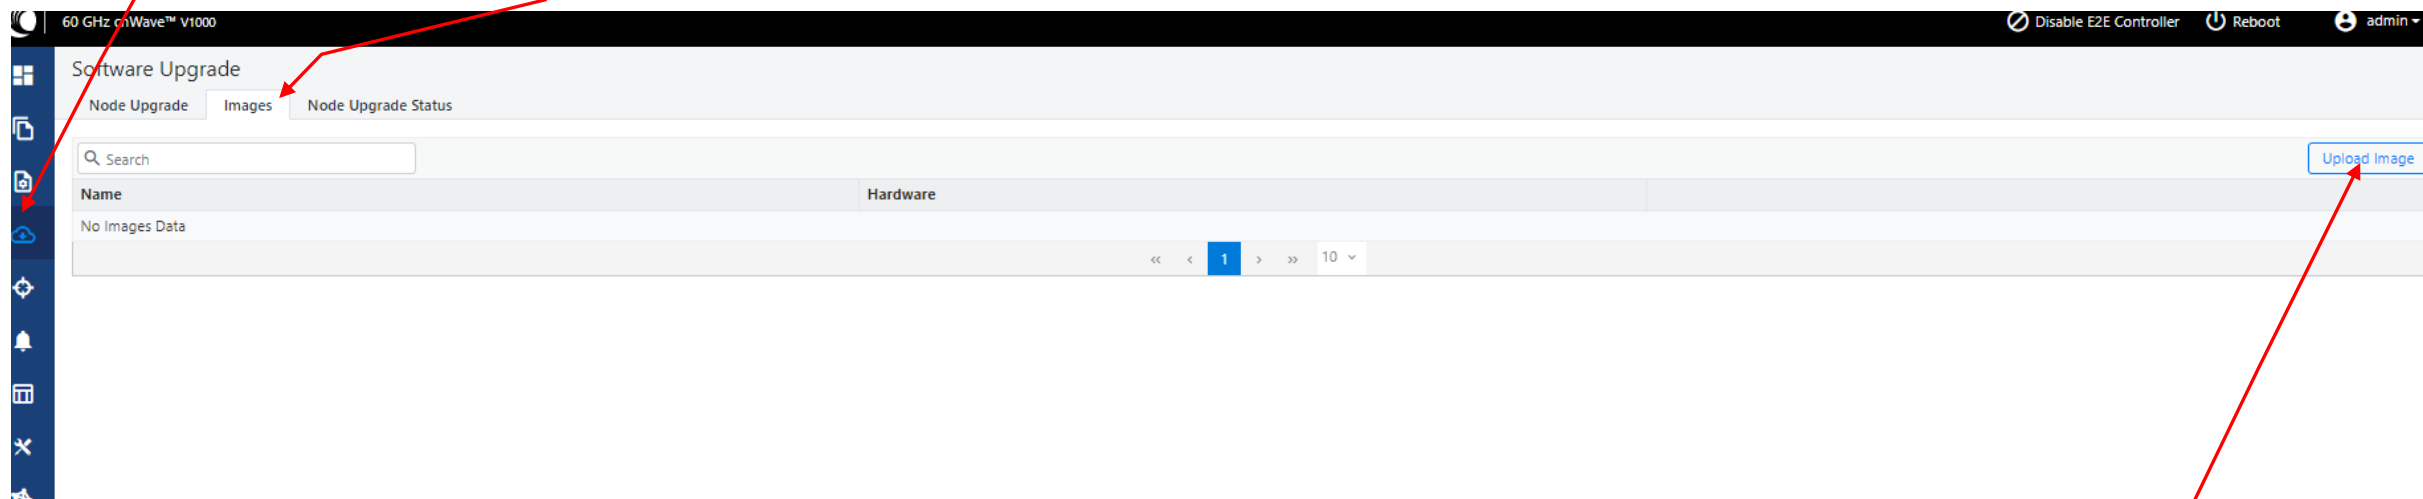 60 GHz cnWave™ V1000 Disable E2E Controller Reboot admin
Software Upgrade
Node Upgrade Images Node Upgrade Status
Search Upload Image
Name Hardware
No Images Data
« ‹ 1 › » 10